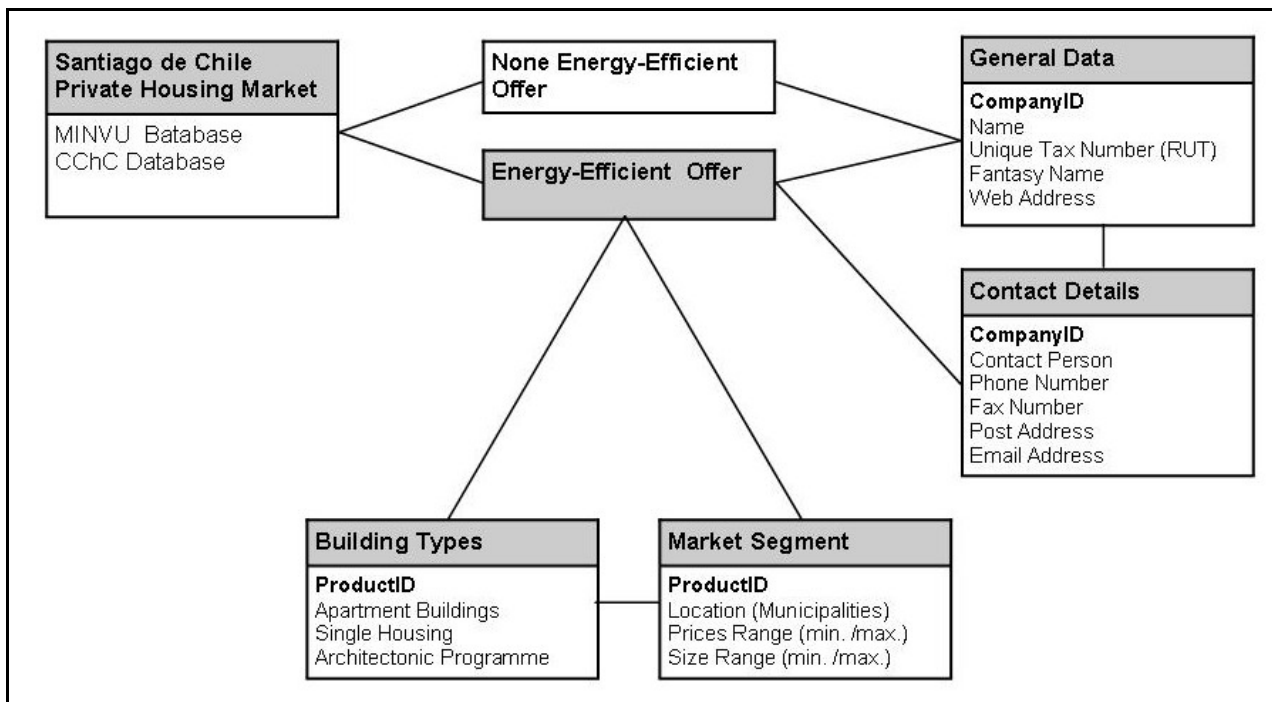 Santiago de Chile
Private Housing Market
MINVU Batabase
CChC Database
None Energy-Efficient
Offer
Energy-Efficient Offer
General Data
CompanyID
Name
Unique Tax Number (RUT)
Fantasy Name
Web Address
Contact Details
CompanyID
Contact Person
Phone Number
Fax Number
Post Address
Email Address
Building Types
ProductID
Apartment Buildings
Single Housing
Architectonic Programme
Market Segment
ProductID
Location (Municipalities)
Prices Range (min. /max.)
Size Range (min. /max.)